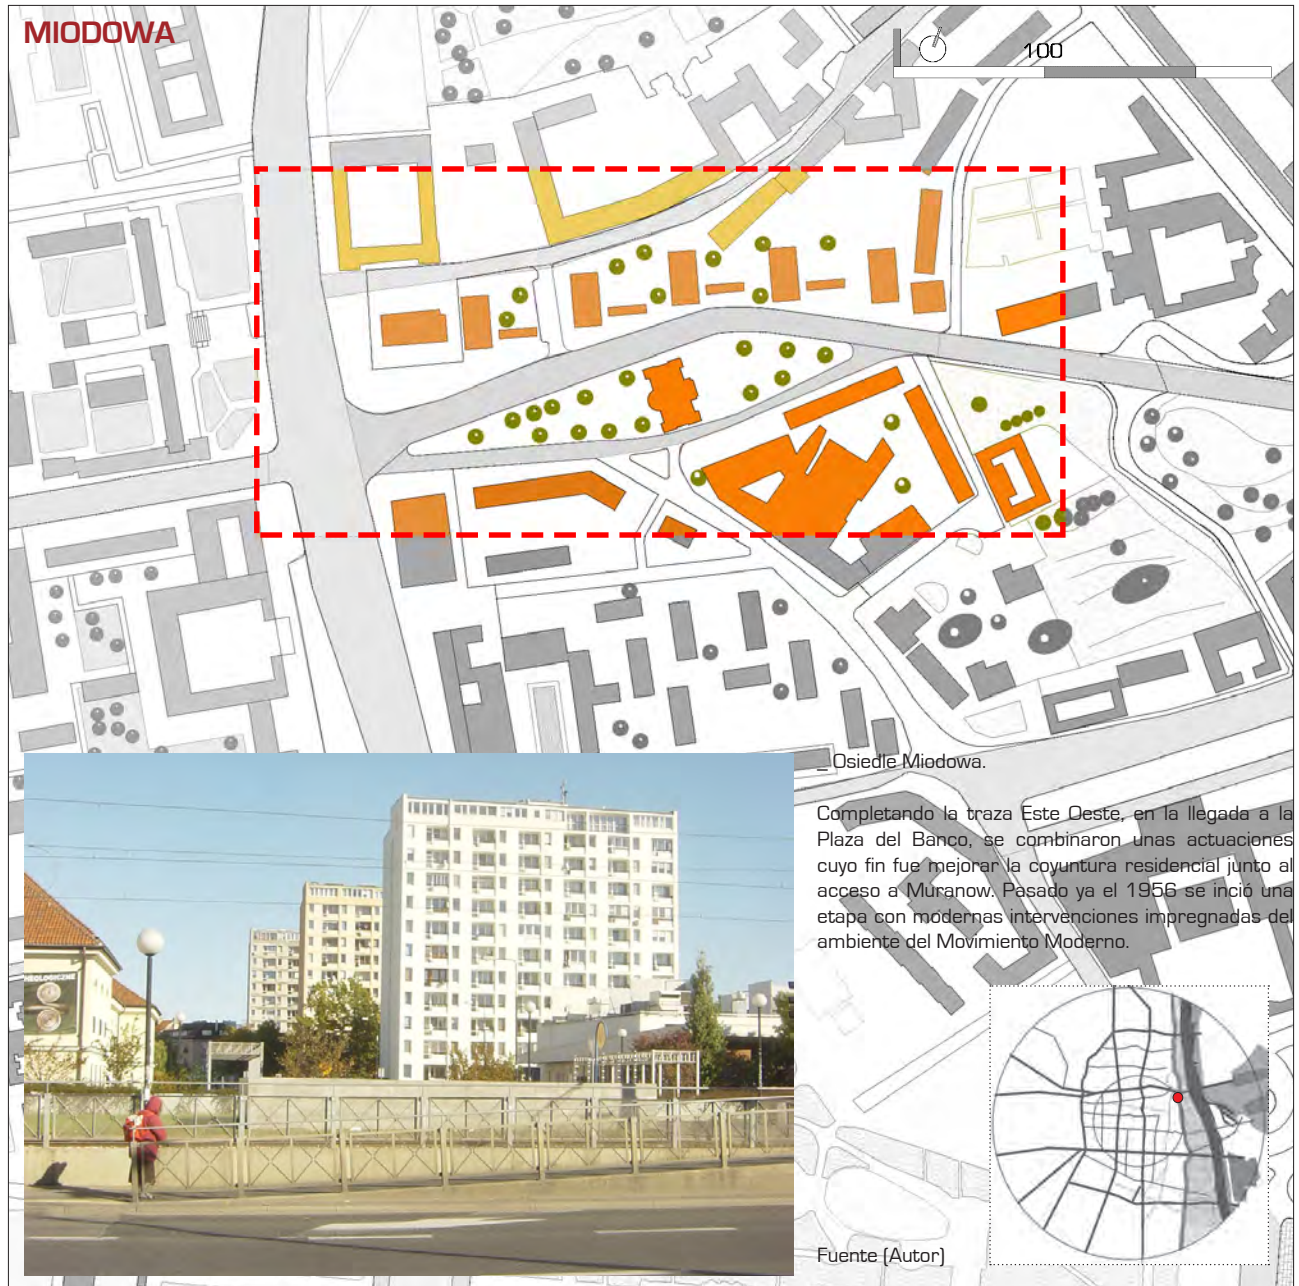 MIODOWA
100
_ Osiedle Miodowa.
Completando la traza Este Oeste, en la llegada a la
Plaza del Banco, se combinaron unas actuaciones
cuyo fin fue mejorar la coyuntura residencial junto al
acceso a Muranow. Pasado ya el 1956 se inció una
etapa con modernas intervenciones impregnadas del
ambiente del Movimiento Moderno.
Fuente (Autor)